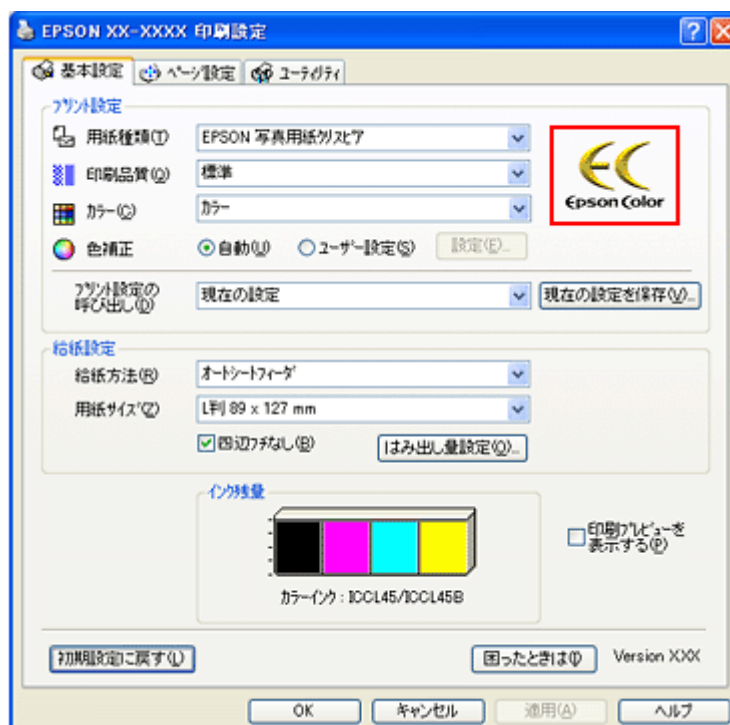 EPSON XX-XXXX 印刷設定
基本設定 ページ設定 ユーティリティ
プリント設定
用紙種類(T) EPSON 写真用紙クリスピア
印刷品質(Q) 標準
カラー(C) カラー
EC
Epson Color
色補正 自動(U) ユーザー設定(S) 設定(E)...
プリント設定の
呼び出し(D) 現在の設定 現在の設定を保存(V)...
給紙設定
給紙方法(R) オートシートフィーダ
用紙サイズ(Z) L判 89 x 127 mm
四辺フチなし(B) はみ出し量設定(O)...
インク残量
カラーインク : ICCL45/ICCL45B
印刷プレビューを
表示する(P)
初期設定に戻す(L) 困ったときは(I) Version X.XX
OK キャンセル 適用(A) ヘルプ